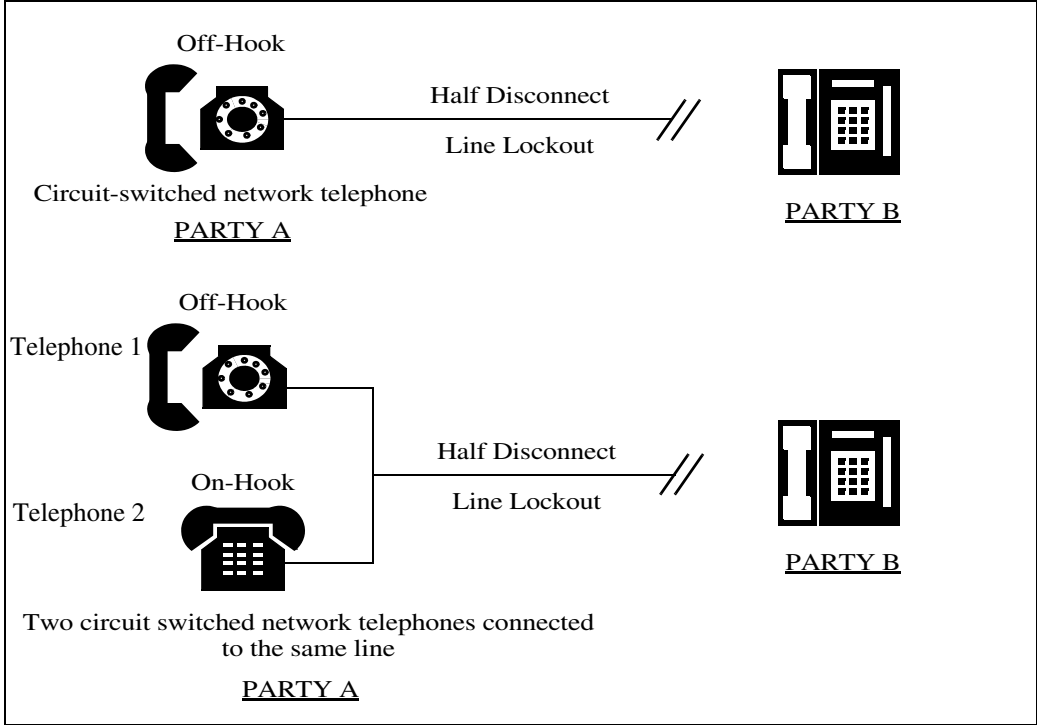 Off-Hook
Half Disconnect
Line Lockout
Circuit-switched network telephone
PARTY A
PARTY B
Off-Hook
Telephone 1
Half Disconnect
On-Hook
Line Lockout
Telephone 2
PARTY B
Two circuit switched network telephones connected
to the same line
PARTY A